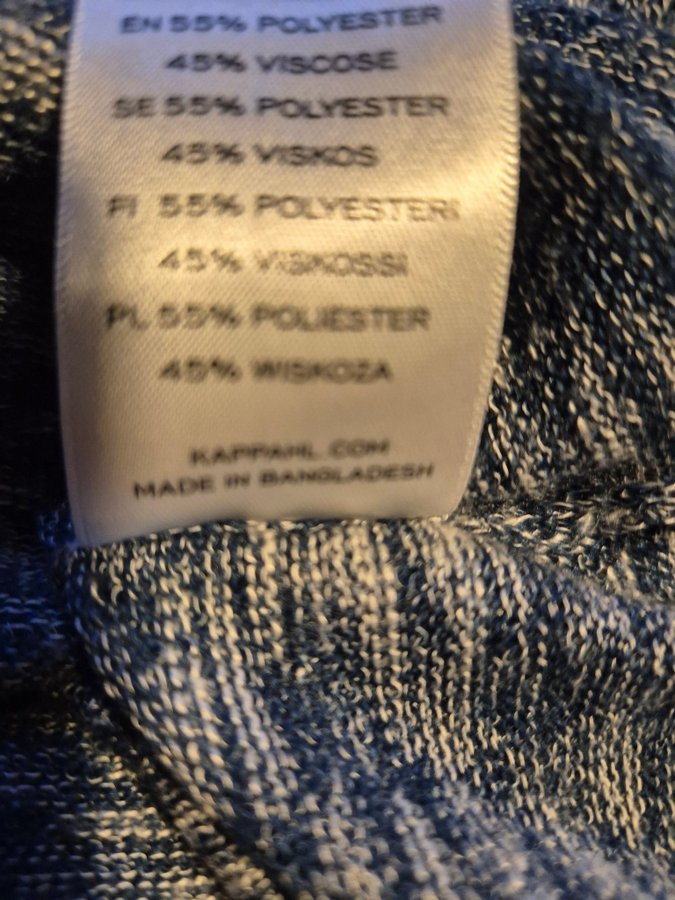 EN 55% POLYESTER
45% VISCOSE
SE 55% POLYESTER
45% VISKOS
FI 55% POLYESTERI
45% VISKOSSI
PL 55% POLIESTER
45% WISKOZA
KAPPAHL.COM
MADE IN BANGLADESH